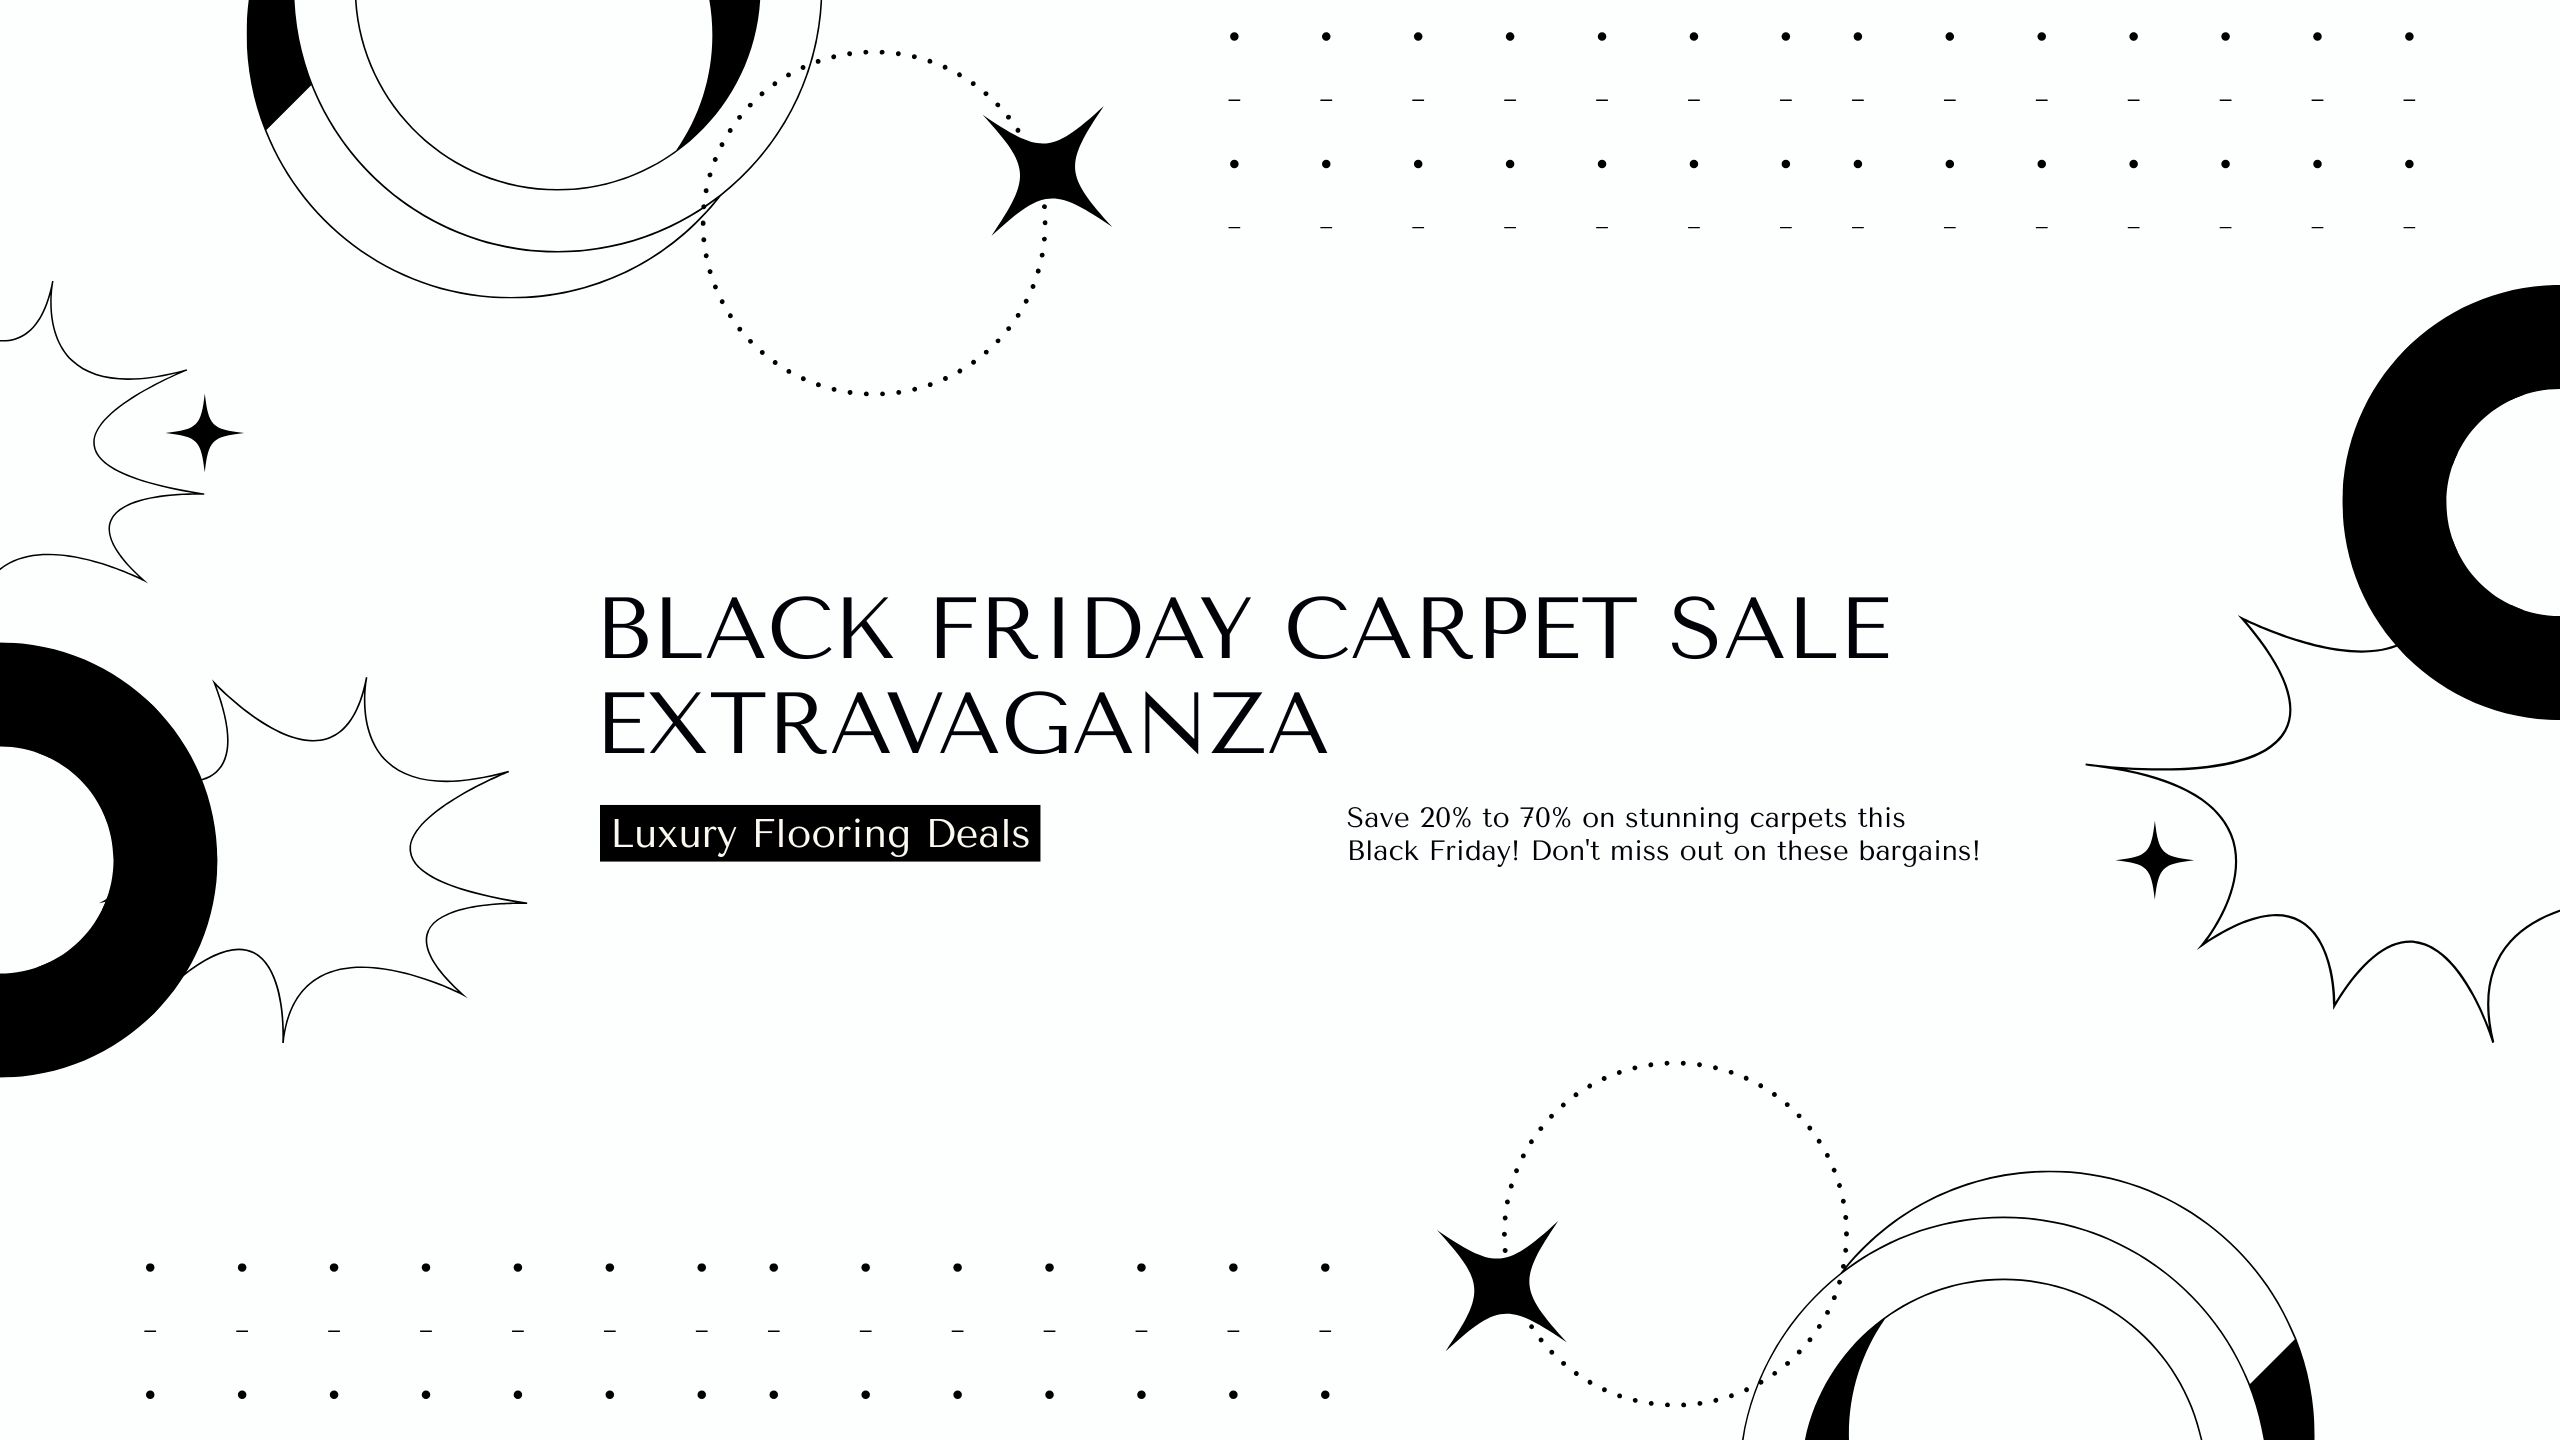 BLACK FRIDAY CARPET SALE
EXTRAVAGANZA
Luxury Flooring Deals
Save 20% to 70% on stunning carpets this
Black Friday! Don't miss out on these bargains!